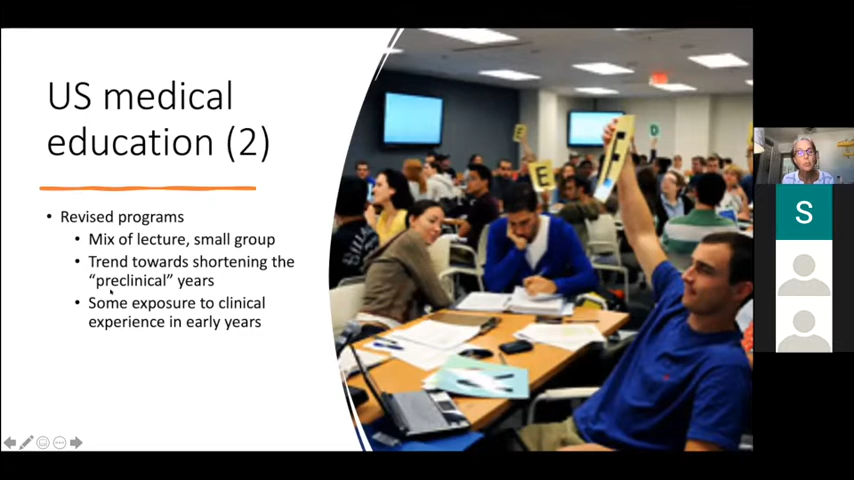 US medical
education (2)
• Revised programs
• Mix of lecture, small group
• Trend towards shortening the
“preclinical” years
• Some exposure to clinical
experience in early years
E
E
D
E
S